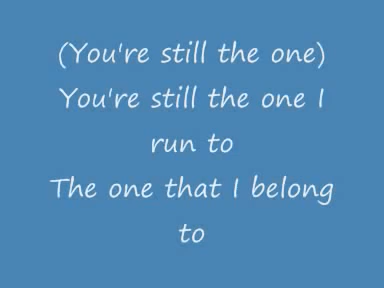 (You're still the one)
You're still the one I
run to
The one that I belong
to